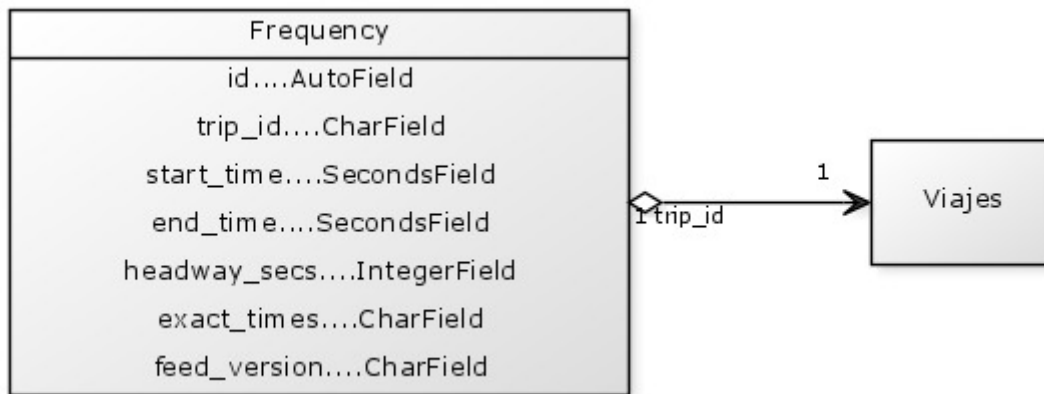 Frequency
id....AutoField
trip_id....CharField
start_time....SecondsField
end_time....SecondsField
headway_secs....IntegerField
exact_times....CharField
feed_version....CharField
1 trip_id
1
Viajes